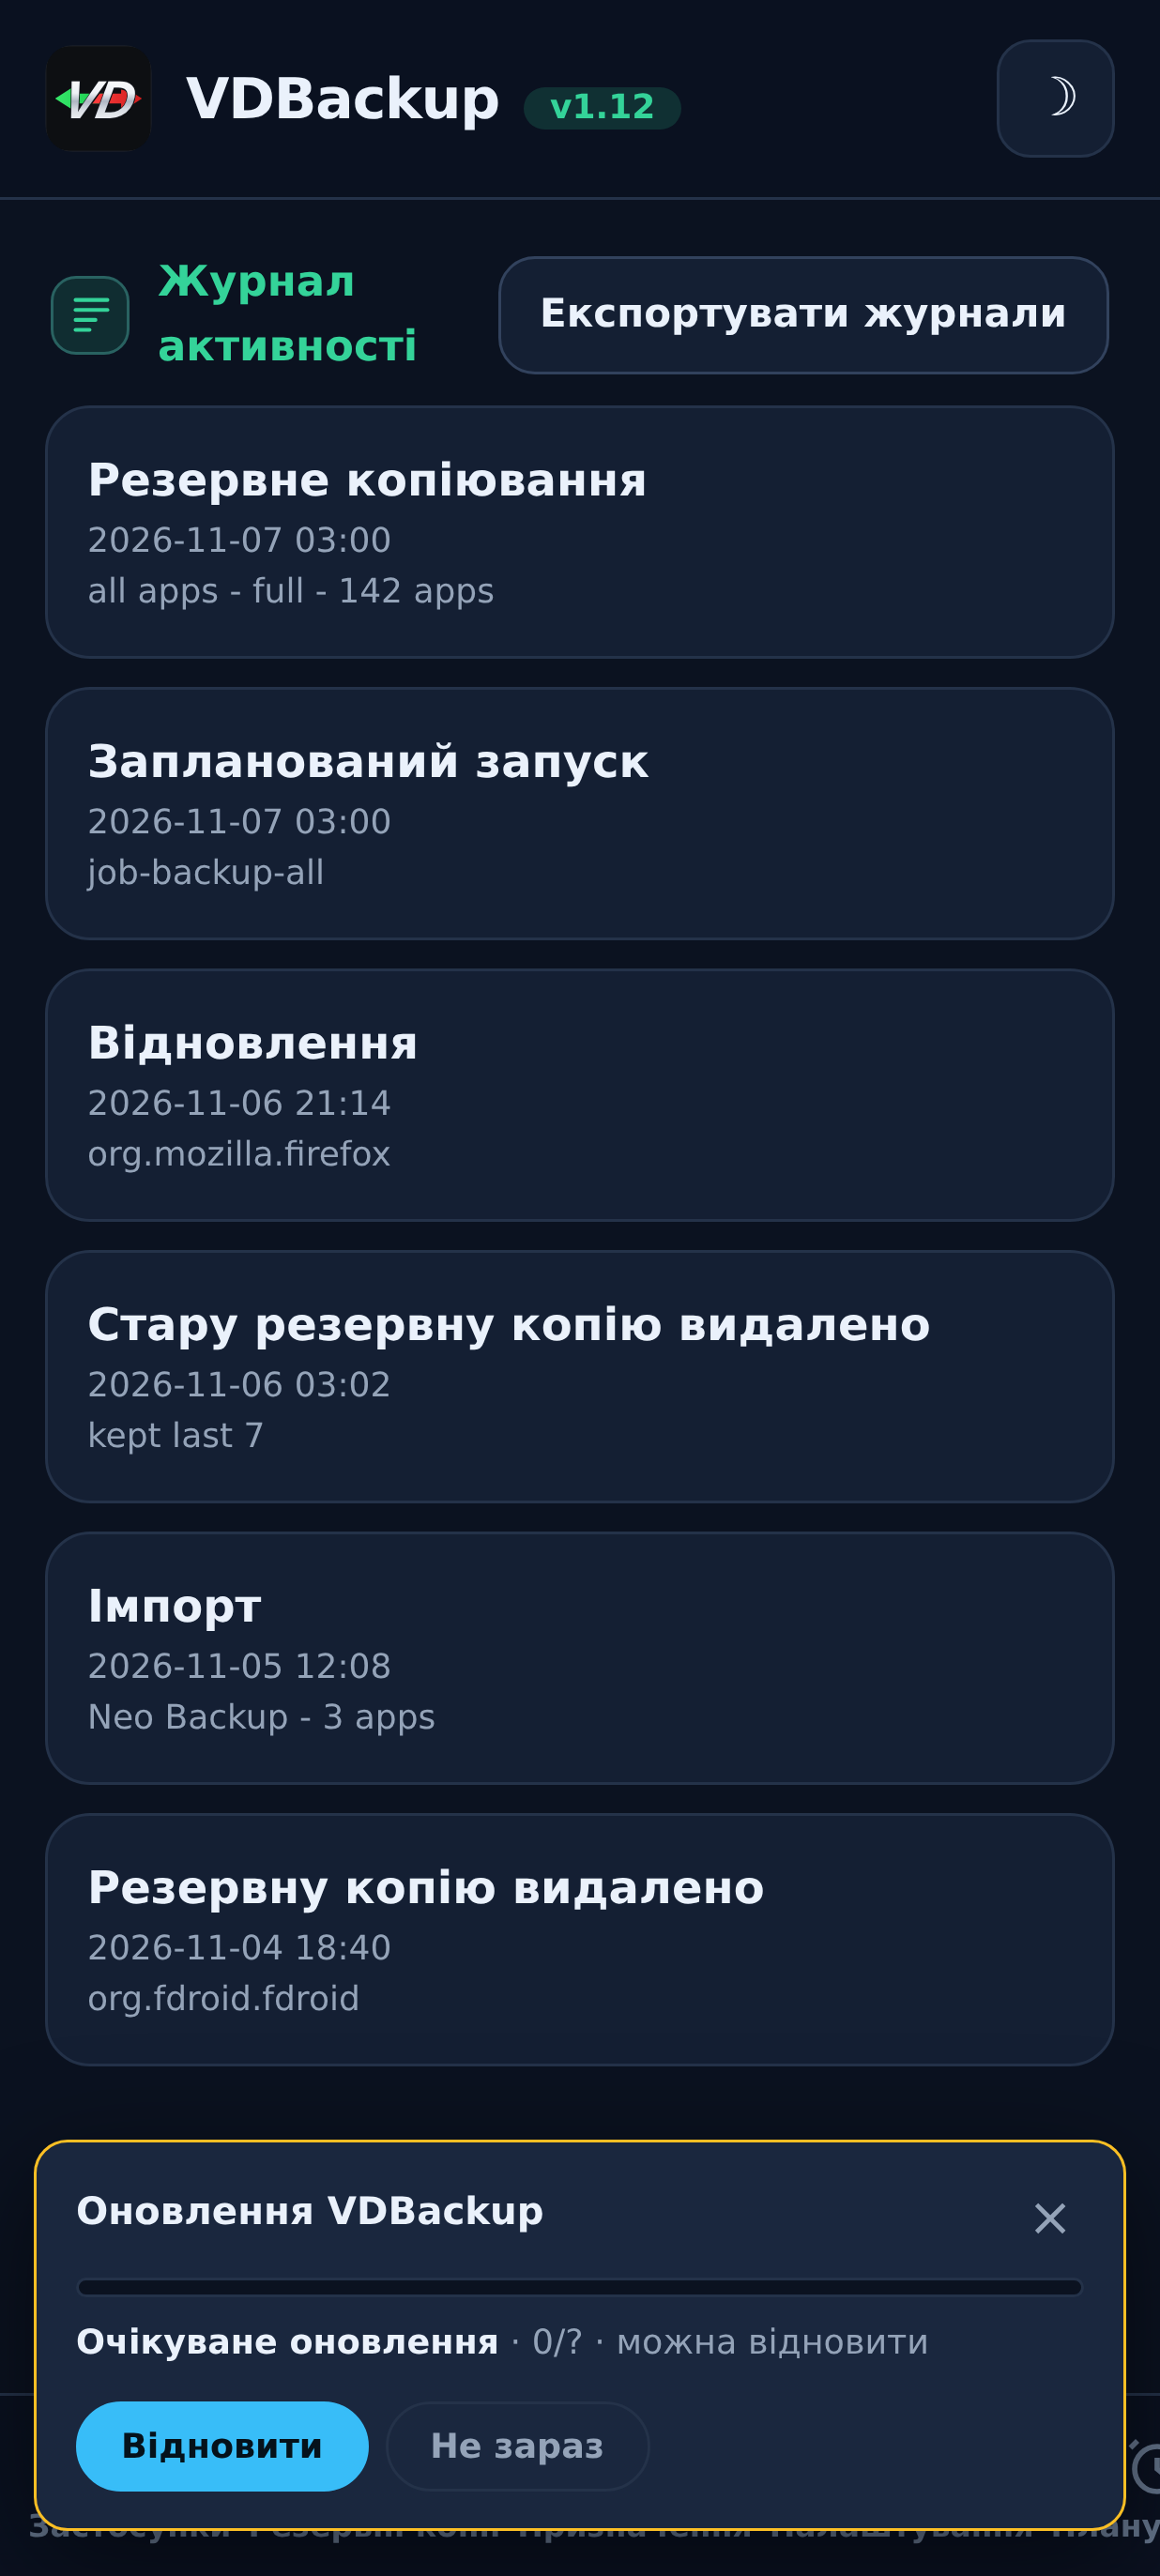 VD
VDBackup v1.12
Журнал
активності
Експортувати журнали
Резервне копіювання
2026-11-07 03:00
all apps - full - 142 apps
Запланований запуск
2026-11-07 03:00
job-backup-all
Відновлення
2026-11-06 21:14
org.mozilla.firefox
Стару резервну копію видалено
2026-11-06 03:02
kept last 7
Імпорт
2026-11-05 12:08
Neo Backup - 3 apps
Резервну копію видалено
2026-11-04 18:40
org.fdroid.fdroid
Оновлення VDBackup
Очікуване оновлення · 0/? · можна відновити
Відновити
Не зараз